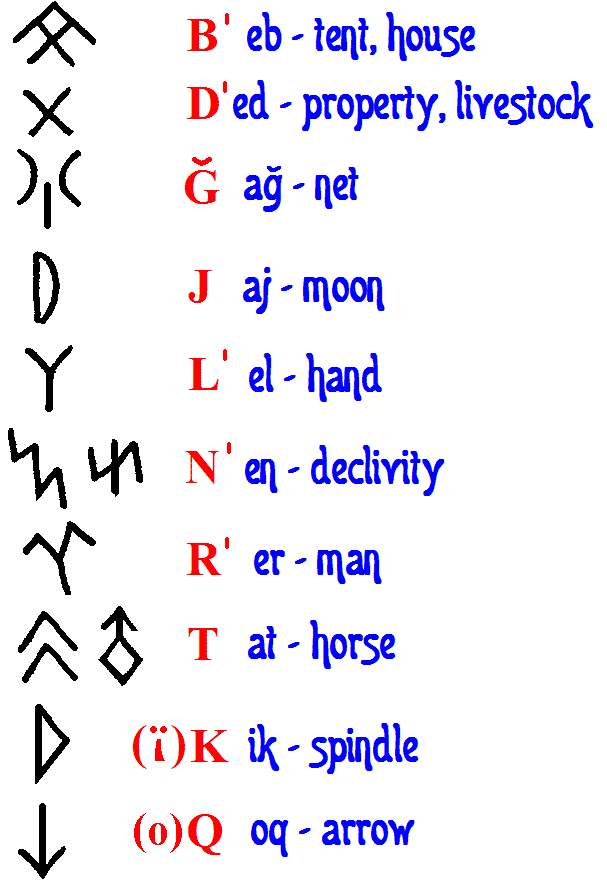 𐰋 B' eb - tent, house
𐰓 D' ed - property, livestock
𐰍 Ğ ağ - net
𐰖 J aj - moon
𐰠 L' el - hand
𐰤 𐰥 N' en - declivity
𐰼 R' er - man
𐱃 𐱄 T at - horse
𐰶 (ï)K ik - spindle
𐰸 (o)Q oq - arrow